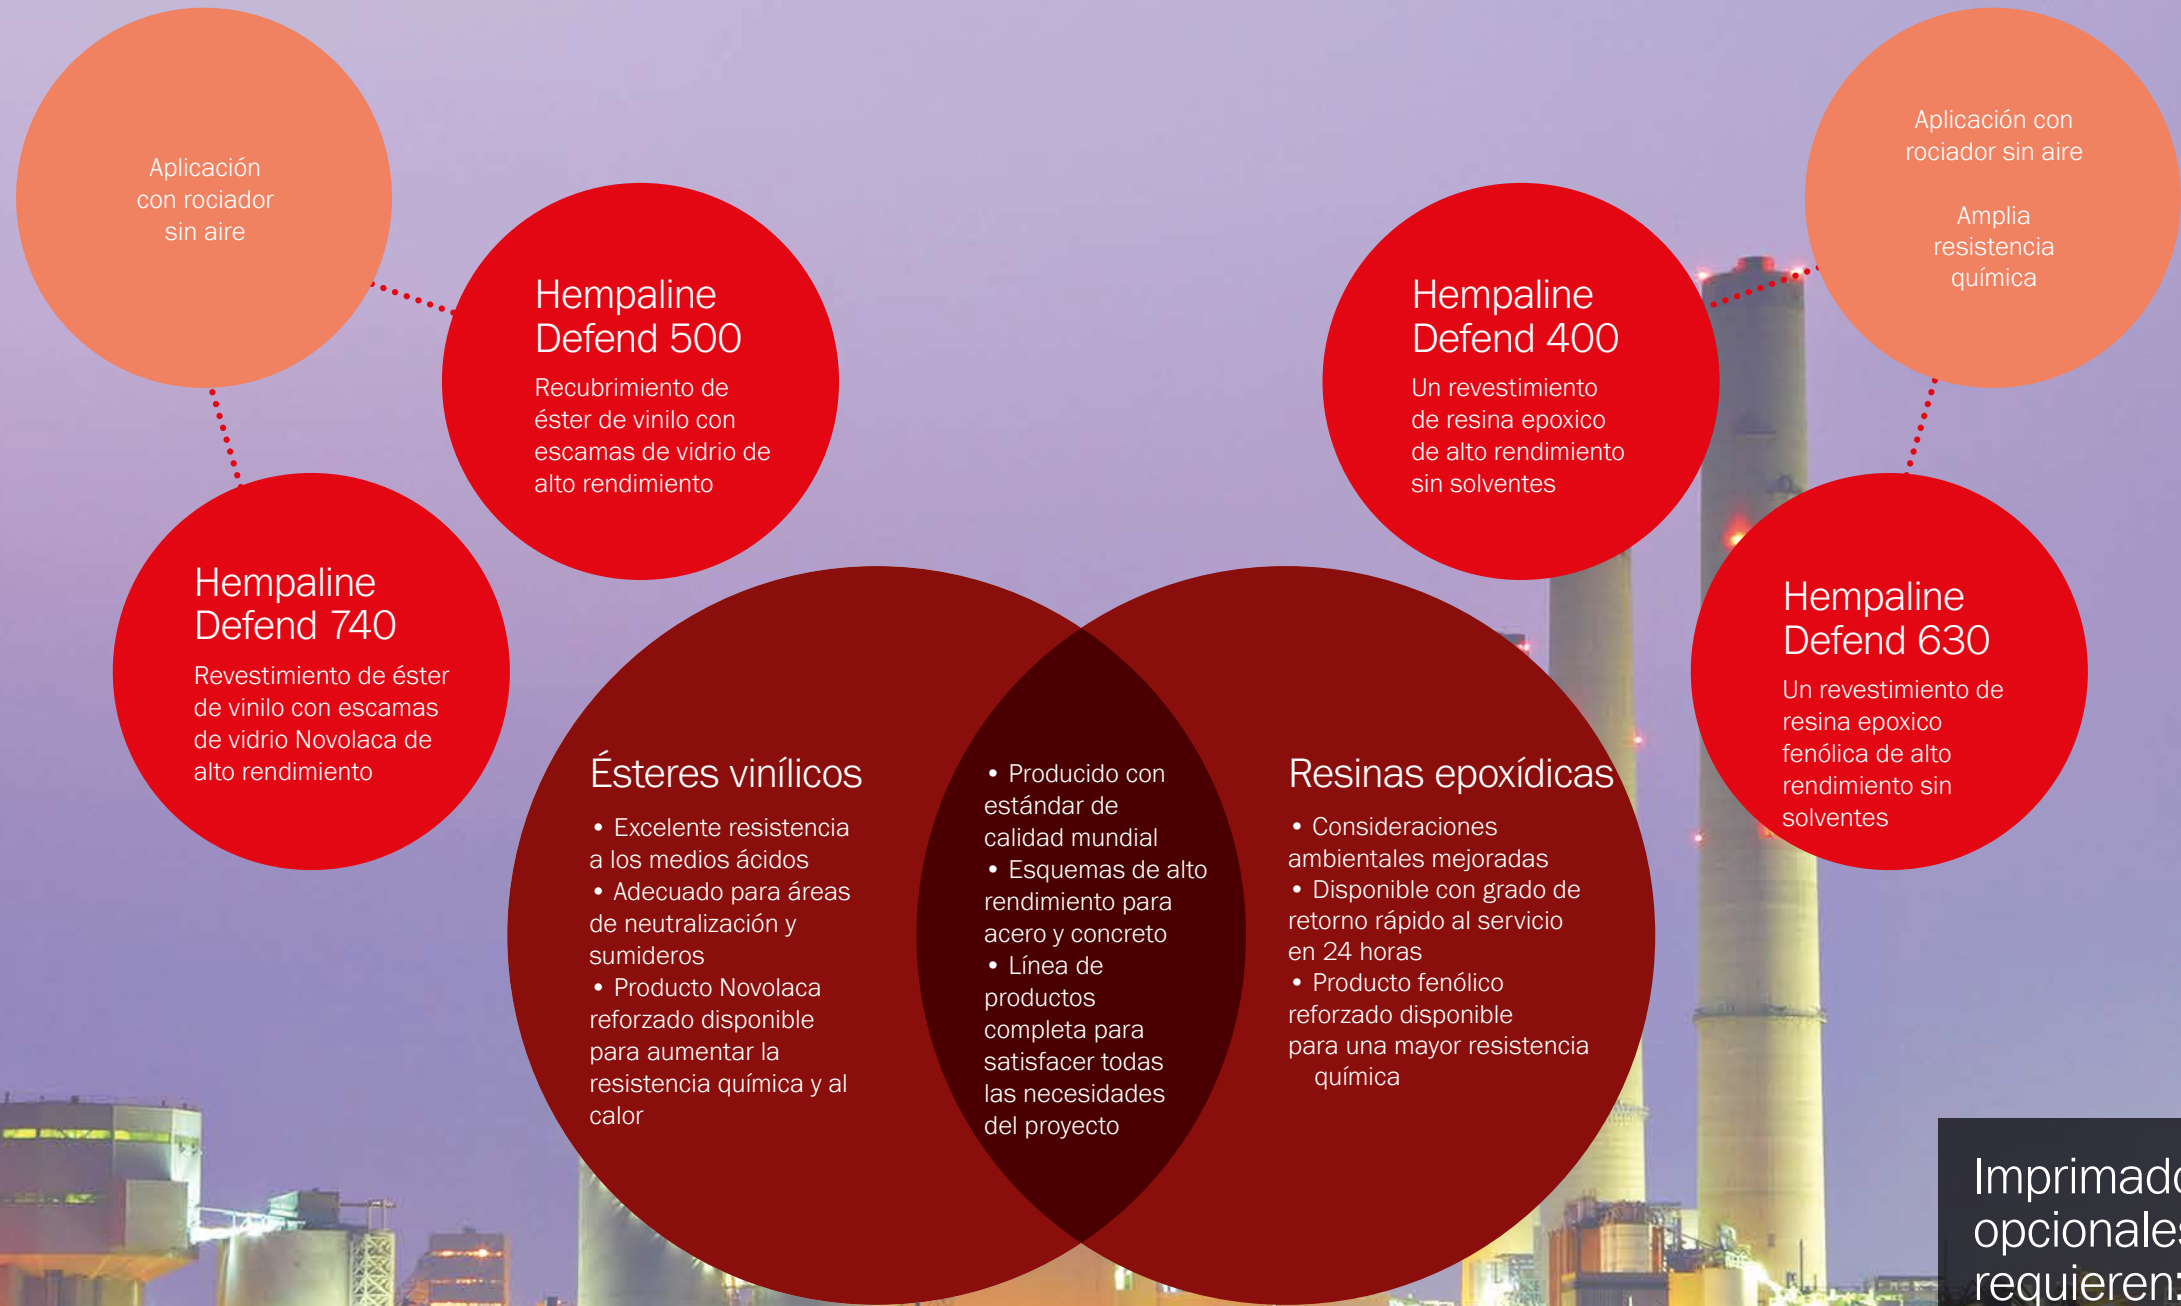 Aplicación
con rociador
sin aire
Hempaline
Defend 500
Recubrimiento de
éster de vinilo con
escamas de vidrio de
alto rendimiento
Hempaline
Defend 740
Revestimiento de éster
de vinilo con escamas
de vidrio Novolaca de
alto rendimiento
Aplicación con
rociador sin aire
Amplia
resistencia
química
Hempaline
Defend 400
Un revestimiento
de resina epoxico
de alto rendimiento
sin solventes
Hempaline
Defend 630
Un revestimiento de
resina epoxico
fenólica de alto
rendimiento sin
solventes
Ésteres vinílicos
• Excelente resistencia
a los medios ácidos
• Adecuado para áreas
de neutralización y
sumideros
• Producto Novolaca
reforzado disponible
para aumentar la
resistencia química y al
calor
• Producido con
estándar de
calidad mundial
• Esquemas de alto
rendimiento para
acero y concreto
• Línea de
productos
completa para
satisfacer todas
las necesidades
del proyecto
Resinas epoxídicas
• Consideraciones
ambientales mejoradas
• Disponible con grado de
retorno rápido al servicio
en 24 horas
• Producto fenólico
reforzado disponible
para una mayor resistencia
química
opcionales
requieren: